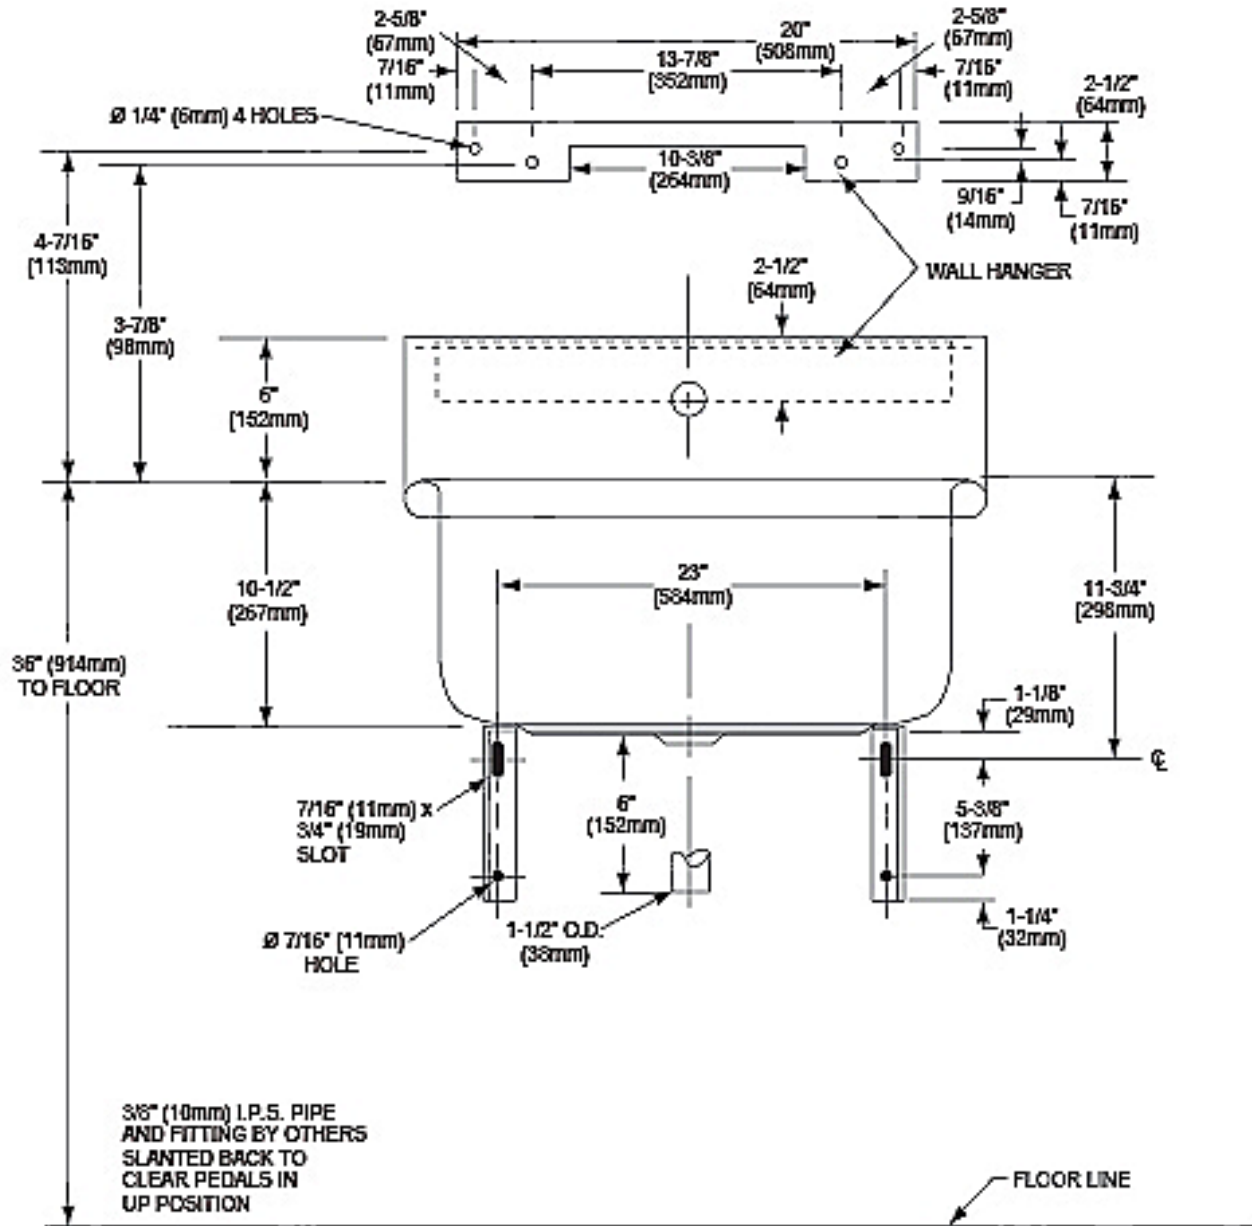 2-5/8"
(67mm)
20"
(508mm)
2-5/8"
(67mm)
7/16"
(11mm)
13-7/8"
[352mm]
7/16"
(11mm)
2-1/2"
(64mm)
Ø 1/4" (6mm) 4 HOLES
10-3/8"
(264mm)
9/16"
(14mm)
7/16"
(11mm)
4-7/16"
[113mm]
WALL HANGER
2-1/2"
[64mm]
3-7/8"
(98mm)
6"
[152mm)
10-1/2"
(267mm)
23"
[584mm)
11-3/4"
[298mm]
36" (914mm)
TO FLOOR
1-1/8"
(29mm)
℄
7/16" (11mm) x
3/4" (19mm)
SLOT
6"
(152mm)
5-3/8"
[137mm]
Ø 7/16" [11mm)
HOLE
1-1/2" O.D.
(38mm)
1-1/4"
(32mm)
3/8" (10mm) I.P.S. PIPE
AND FITTING BY OTHERS
SLANTED BACK TO
CLEAR PEDALS IN
UP POSITION
FLOOR LINE